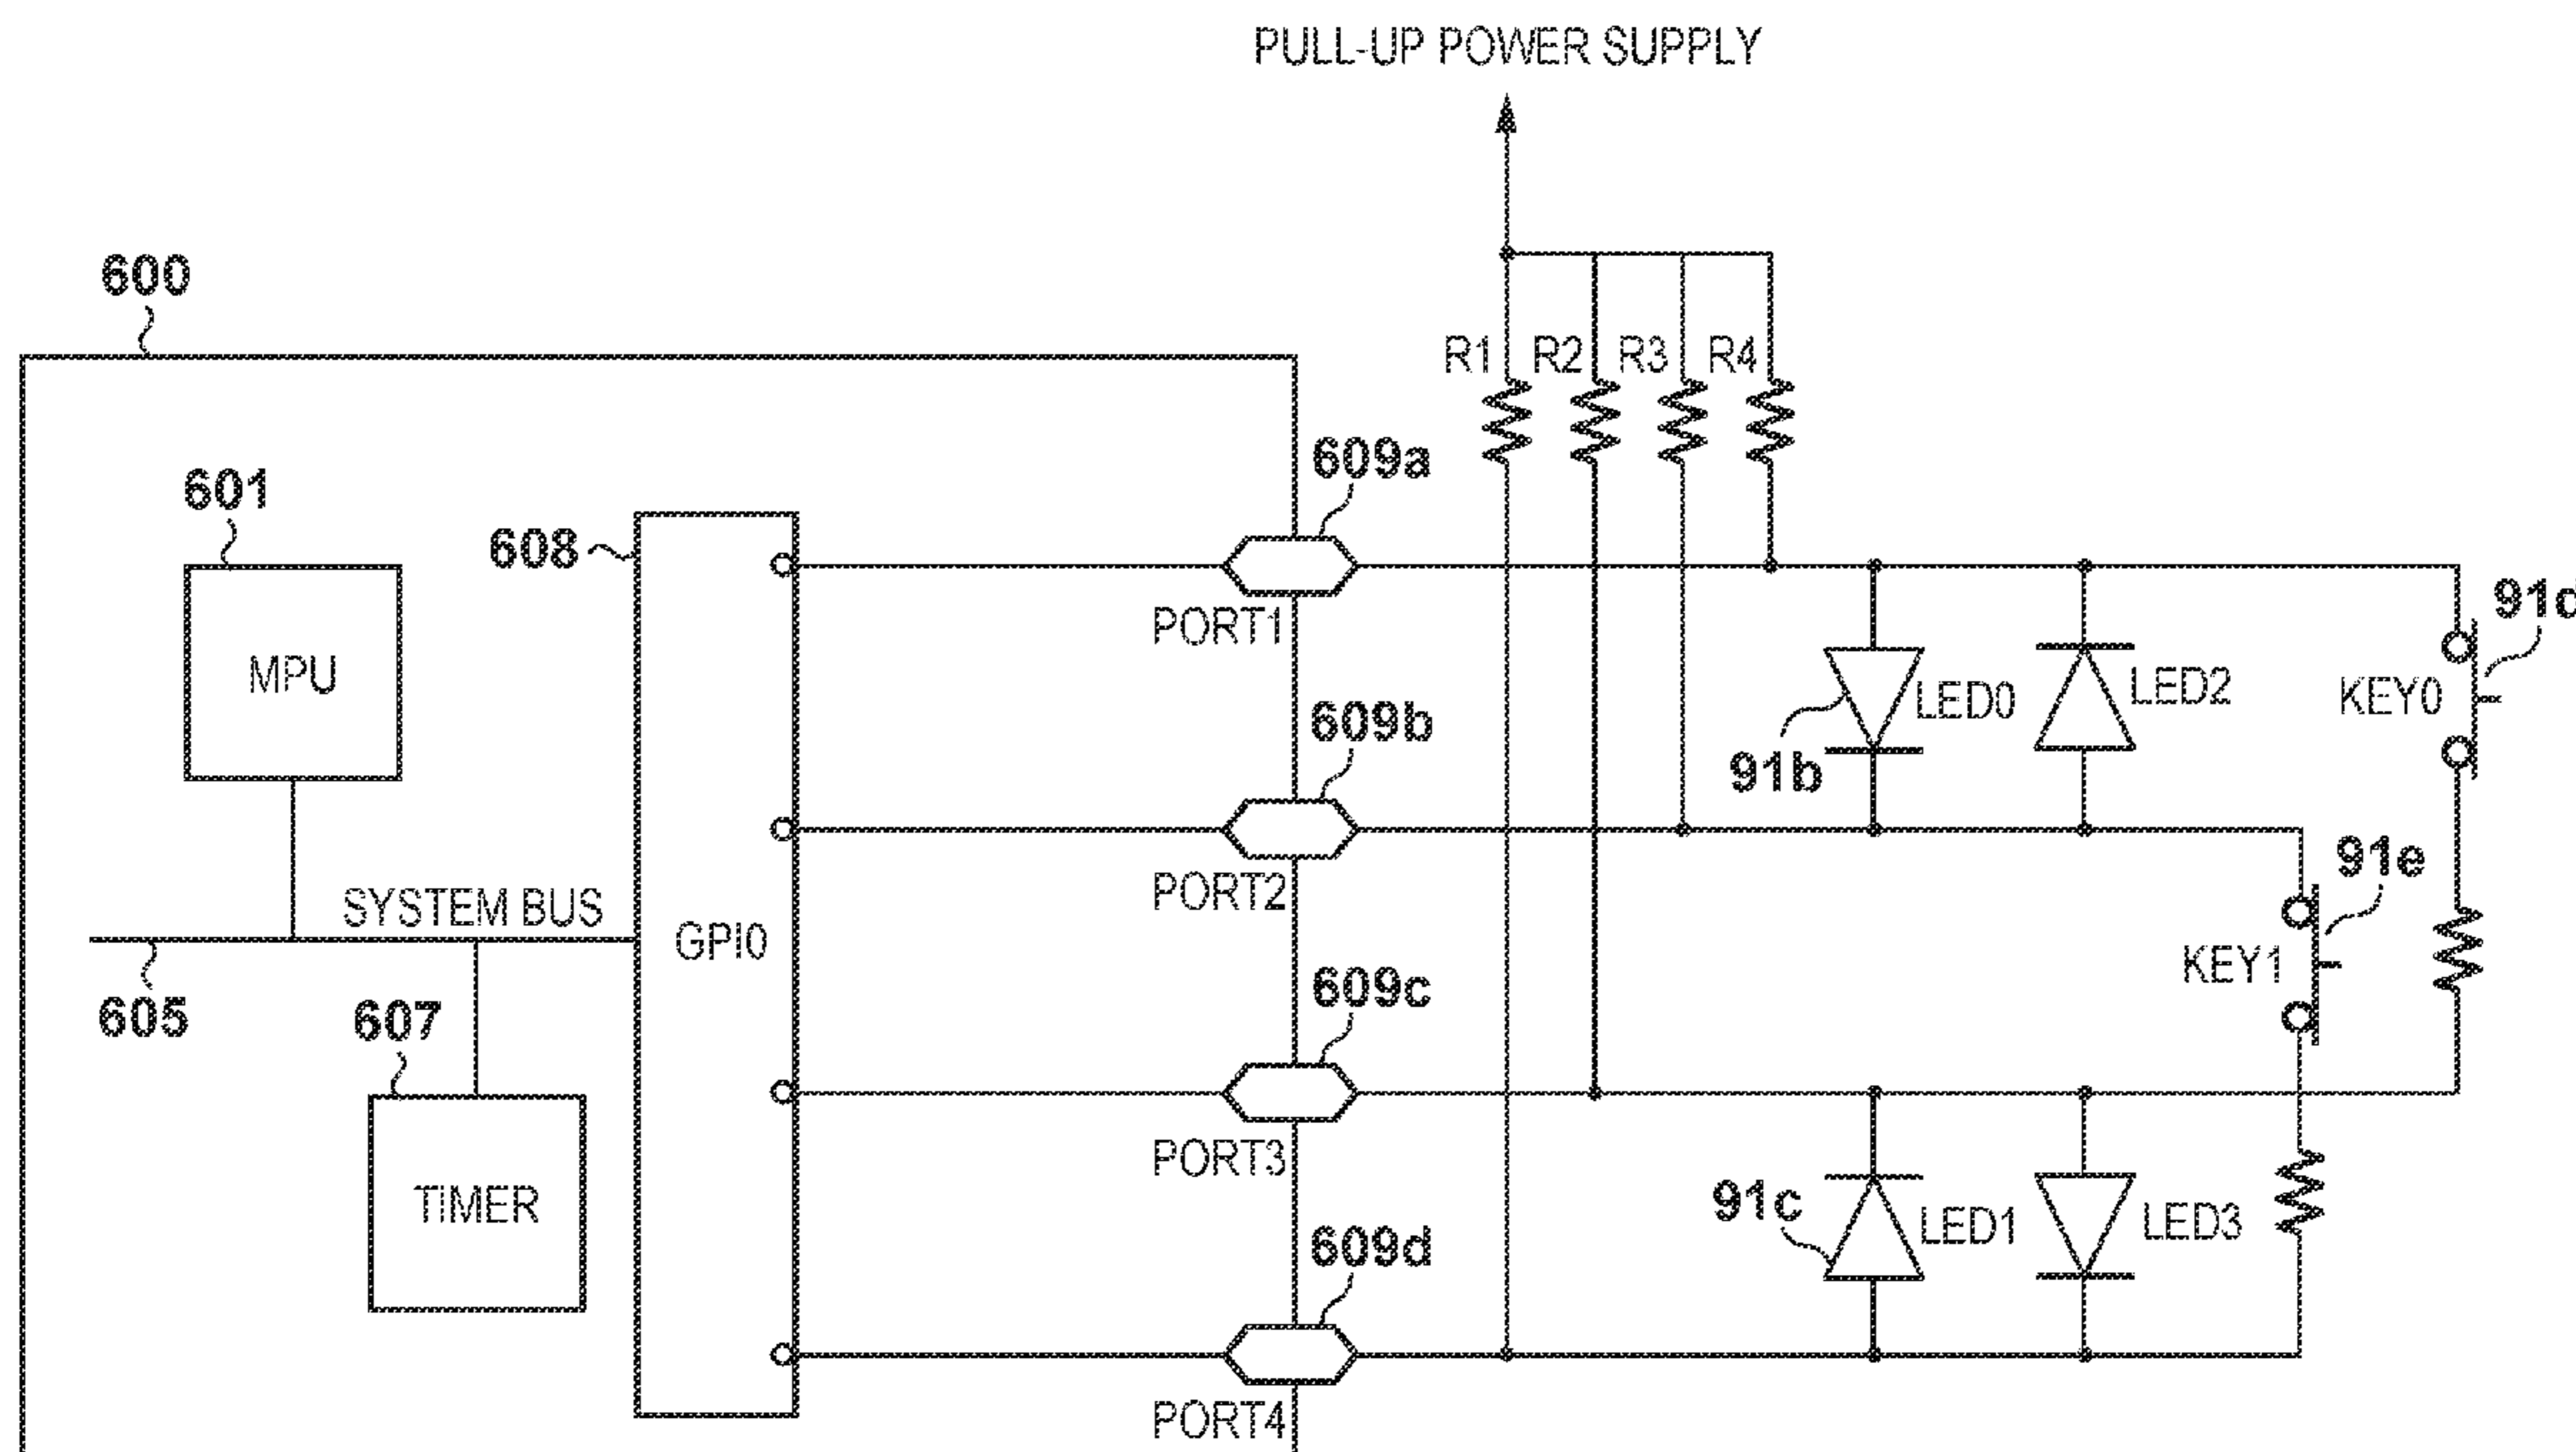 PULL-UP POWER SUPPLY
600
R1 R2 R3 R4
609a
601
608
PORT1
91d
MPU
LED0
LED2
KEY0
609b
91b
91e
SYSTEM BUS
PORT2
GPIO
KEY1
605
607
609c
PORT3
TIMER
91c
LED1
LED3
609d
PORT4